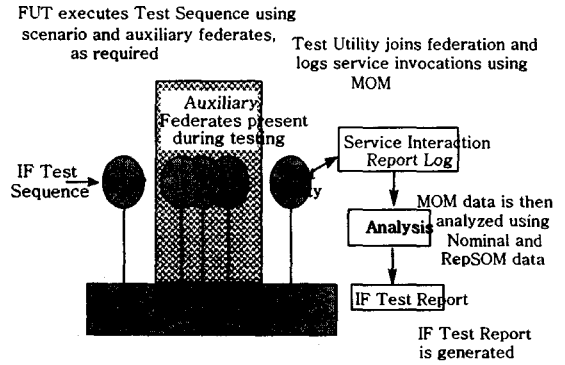 FUT executes Test Sequence using
scenario and auxiliary federates,
as required
Test Utility joins federation and
logs service invocations using
MOM
Auxiliary
Federates present
during testing
IF Test
Sequence
Service Interaction
Report Log
MOM data is then
analyzed using
Nominal and
RepSOM data
Analysis
IF Test Report
IF Test Report
is generated